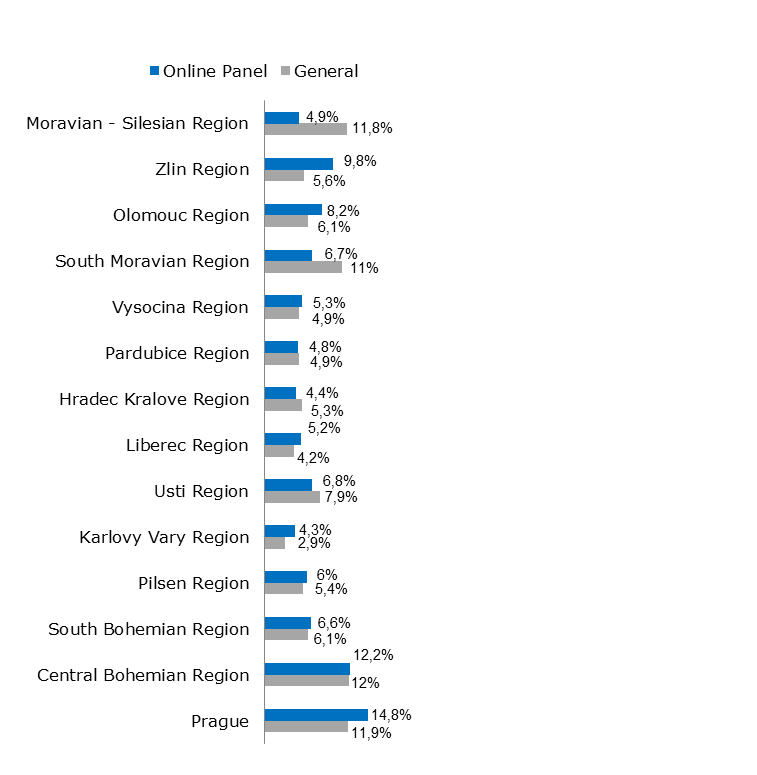 Online Panel General
Moravian - Silesian Region 4,9%
11,8%
Zlin Region 9,8%
5,6%
Olomouc Region 8,2%
6,1%
South Moravian Region 6,7%
11%
Vysocina Region 5,3%
4,9%
Pardubice Region 4,8%
4,9%
Hradec Kralove Region 4,4%
5,3%
Liberec Region 5,2%
4,2%
Usti Region 6,8%
7,9%
Karlovy Vary Region 4,3%
2,9%
Pilsen Region 6%
5,4%
South Bohemian Region 6,6%
6,1%
Central Bohemian Region 12,2%
12%
Prague 14,8%
11,9%